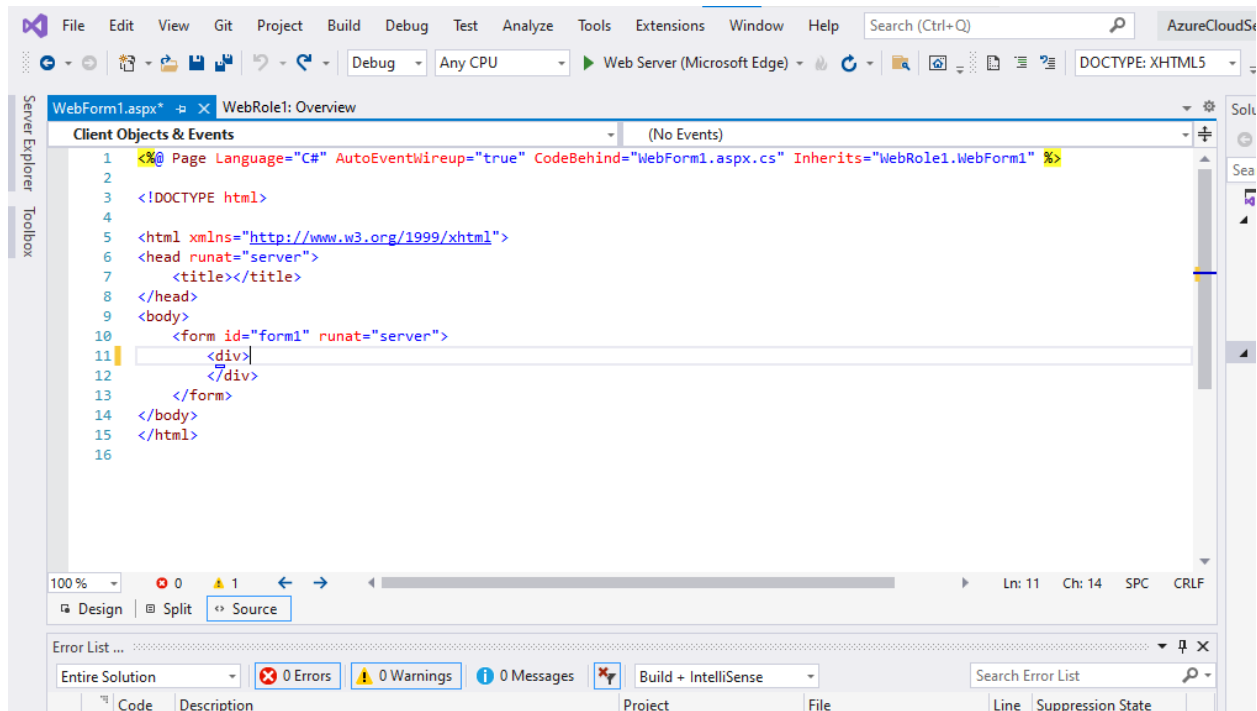 File Edit View Git Project Build Debug Test Analyze Tools Extensions Window Help Search (Ctrl+Q) AzureCloudSe
Debug Any CPU Web Server (Microsoft Edge) DOCTYPE: XHTML5
Server Explorer
Toolbox
WebForm1.aspx* WebRole1: Overview
Solu
Client Objects & Events (No Events)
Sea
1 <%@ Page Language="C#" AutoEventWireup="true" CodeBehind="WebForm1.aspx.cs" Inherits="WebRole1.WebForm1" %>
2
3 <!DOCTYPE html>
4
5 <html xmlns="http://www.w3.org/1999/xhtml">
6 <head runat="server">
7 <title></title>
8 </head>
9 <body>
10 <form id="form1" runat="server">
11 <div>
12 </div>
13 </form>
14 </body>
15 </html>
16
100 % 0 1 Ln: 11 Ch: 14 SPC CRLF
Design Split Source
Error List ...
Entire Solution 0 Errors 0 Warnings 0 Messages Build + IntelliSense Search Error List
Code Description Project File Line Suppression State